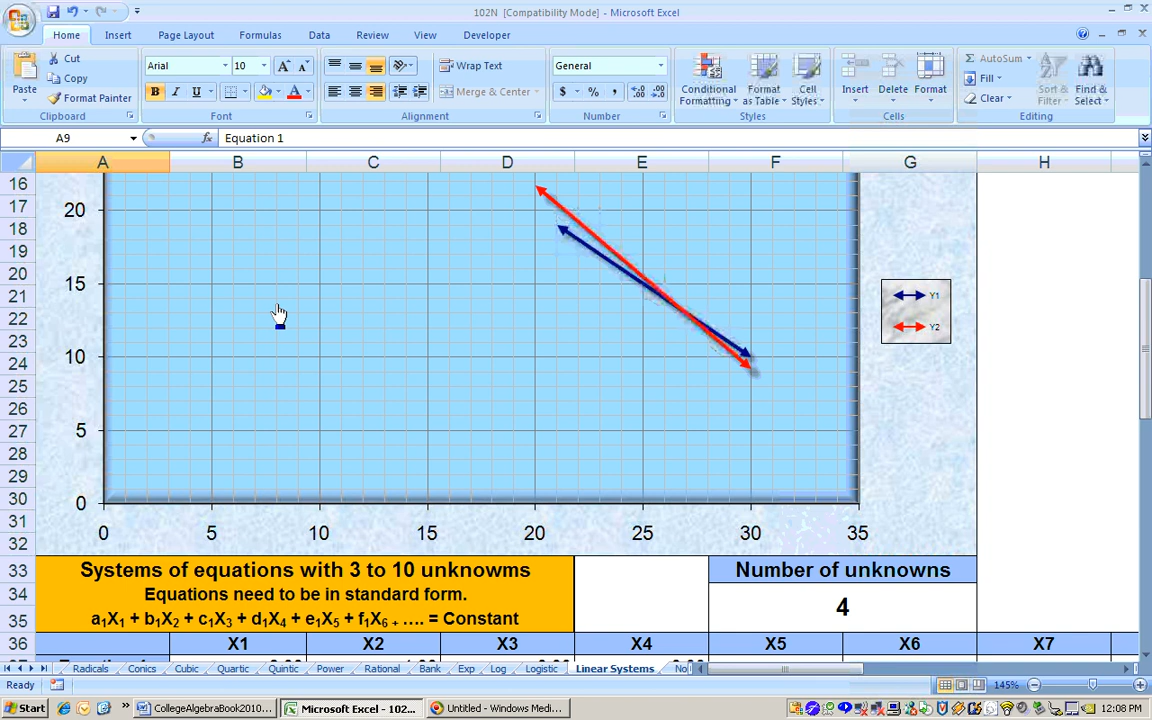 102N [Compatibility Mode] - Microsoft Excel
Home Insert Page Layout Formulas Data Review View Developer
Paste
Cut
Copy
Format Painter
Clipboard
Arial 10
B I U
Font
Wrap Text
Merge & Center
Alignment
General
$ % ,
Number
Conditional Formatting
Format as Table
Cell Styles
Styles
Insert Delete Format
Cells
AutoSum
Fill
Clear
Sort & Filter
Find & Select
Editing
A9 fx Equation 1
A B C D E F G H
16
17
18
19
20
21
22
23
24
25
26
27
28
29
30
31
32
33
34
35
36
20
15
10
5
0
0 5 10 15 20 25 30 35
Y1
Y2
Systems of equations with 3 to 10 unknowms
Equations need to be in standard form.
a₁X₁ + b₁X₂ + c₁X₃ + d₁X₄ + e₁X₅ + f₁X₆ + .... = Constant
Number of unknowns
4
X1 X2 X3 X4 X5 X6 X7
Radicals Conics Cubic Quartic Quintic Power Rational Bank Exp Log Logistic Linear Systems No
Ready 145%
Start CollegeAlgebraBook2010... Microsoft Excel - 102... Untitled - Windows Medi... 12:08 PM